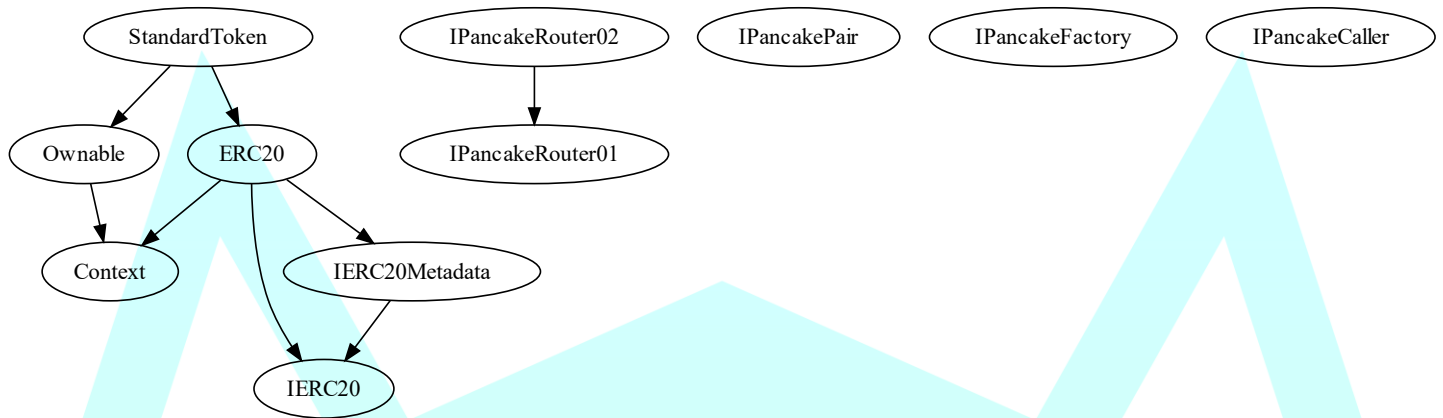 StandardToken
IPancakeRouter02
IPancakePair
IPancakeFactory
IPancakeCaller
Ownable
ERC20
IPancakeRouter01
Context
IERC20Metadata
IERC20